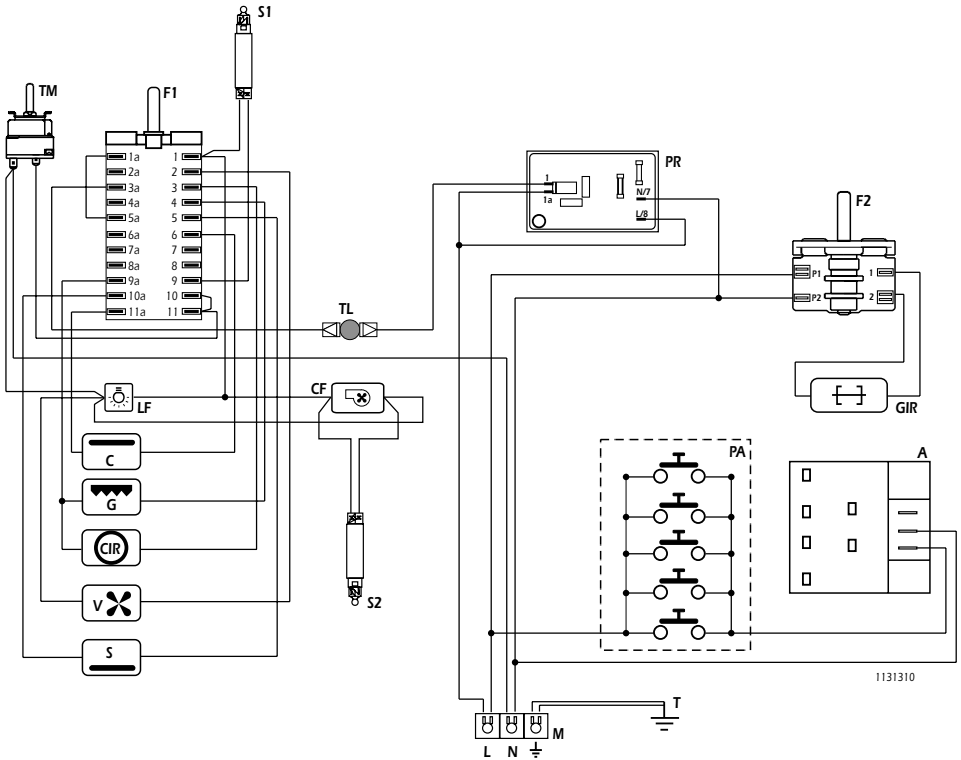 S1
TM
F1
1a 1
2a 2
3a 3
4a 4
5a 5
6a 6
7a 7
8a 8
9a 9
10a 10
11a 11
PR
1
1a
N/7
L/8
F2
P1 1
P2 2
TL
CF
LF
GIR
C
G
CIR
V
S
S2
PA
A
1131310
T
M
L N